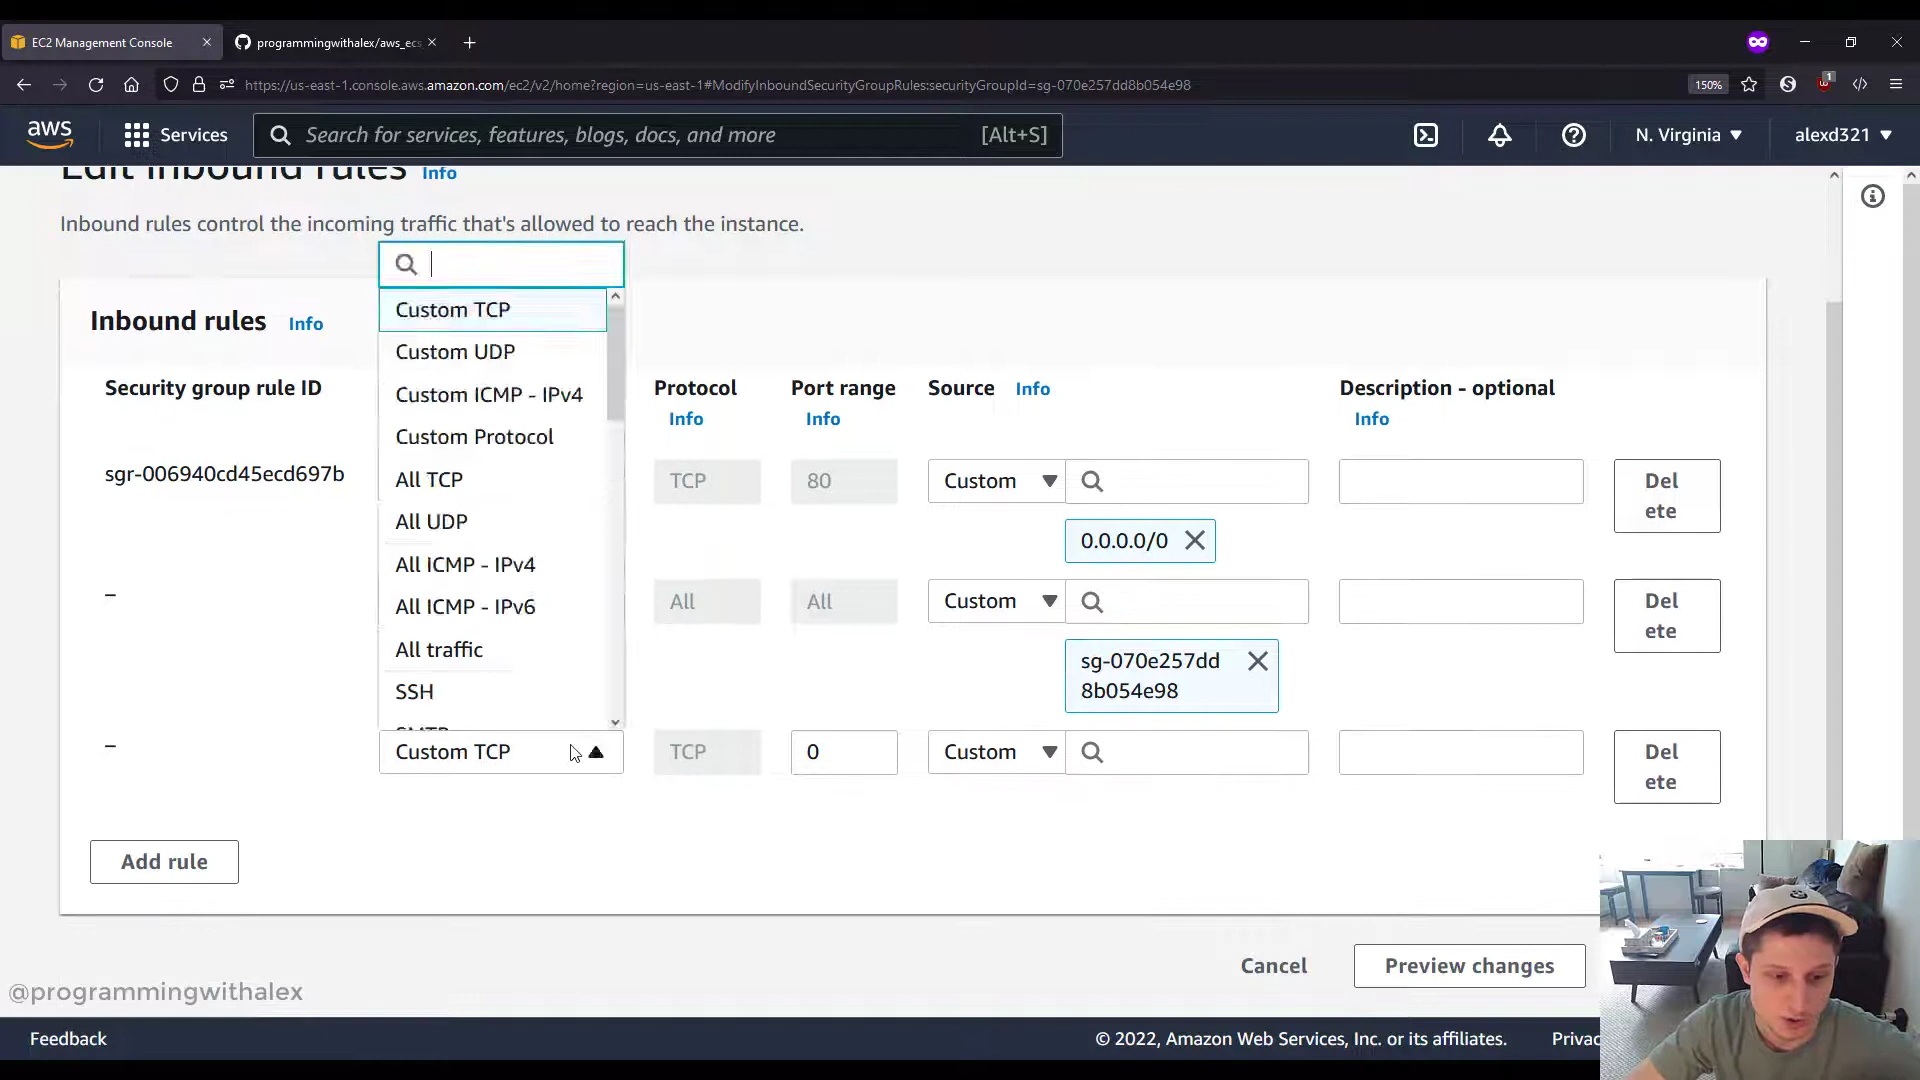 EC2 Management Console
programmingwithalex/aws_ecs
https://us-east-1.console.aws.amazon.com/ec2/v2/home?region=us-east-1#ModifyInboundSecurityGroupRules:securityGroupId=sg-070e257dd8b054e98
150%
1
aws
Services
Search for services, features, blogs, docs, and more
[Alt+S]
N. Virginia
alexd321
Edit inbound rules
Info
Inbound rules control the incoming traffic that's allowed to reach the instance.
Inbound rules
Info
Custom TCP
Custom UDP
Custom ICMP - IPv4
Custom Protocol
All TCP
All UDP
All ICMP - IPv4
All ICMP - IPv6
All traffic
SSH
SMTP
Security group rule ID
Protocol
Info
Port range
Info
Source
Info
Description - optional
Info
sgr-006940cd45ecd697b
TCP
80
Custom
0.0.0.0/0
Del
ete
–
All
All
Custom
sg-070e257dd
8b054e98
Del
ete
–
Custom TCP
TCP
0
Custom
Del
ete
Add rule
Cancel
Preview changes
@programmingwithalex
Feedback
© 2022, Amazon Web Services, Inc. or its affiliates.
Privac